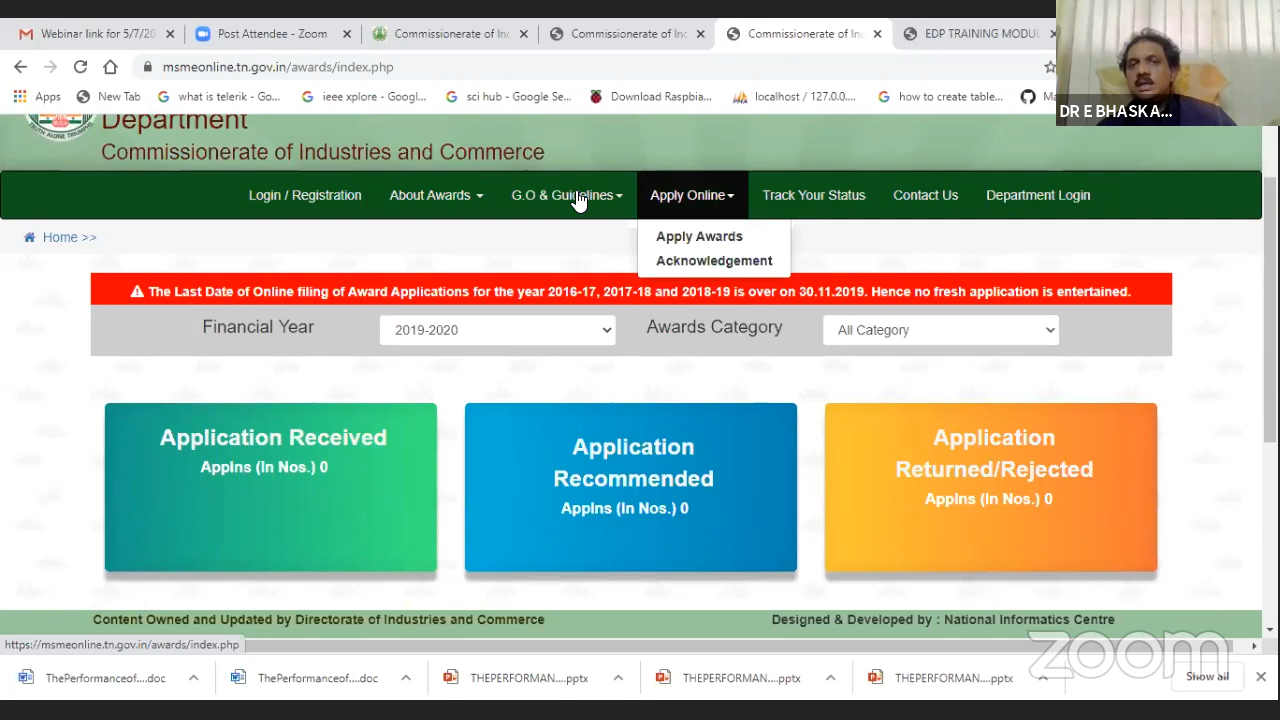 Webinar link for 5/7/20
Post Attendee - Zoom
Commissionerate of In
Commissionerate of In
Commissionerate of In
EDP TRAINING MODUL
msmeonline.tn.gov.in/awards/index.php
Apps
New Tab
what is telerik - Go...
ieee xplore - Googl...
sci hub - Google Se...
Download Raspbia...
localhost / 127.0.0....
how to create table...
DR E BHASKA...
TRUTH ALONE TRIUMPHS
Department
Commissionerate of Industries and Commerce
Login / Registration
About Awards
G.O & Guidelines
Apply Online
Track Your Status
Contact Us
Department Login
Home >>
Apply Awards
Acknowledgement
The Last Date of Online filing of Award Applications for the year 2016-17, 2017-18 and 2018-19 is over on 30.11.2019. Hence no fresh application is entertained.
Financial Year
2019-2020
Awards Category
All Category
Application Received
Applns (In Nos.) 0
Application
Recommended
Applns (In Nos.) 0
Application
Returned/Rejected
Applns (In Nos.) 0
Content Owned and Updated by Directorate of Industries and Commerce
Designed & Developed by : National Informatics Centre
https://msmeonline.tn.gov.in/awards/index.php
zoom
ThePerformanceof....doc
ThePerformanceof....doc
THEPERFORMAN....pptx
THEPERFORMAN....pptx
THEPERFORMAN....pptx
Show all